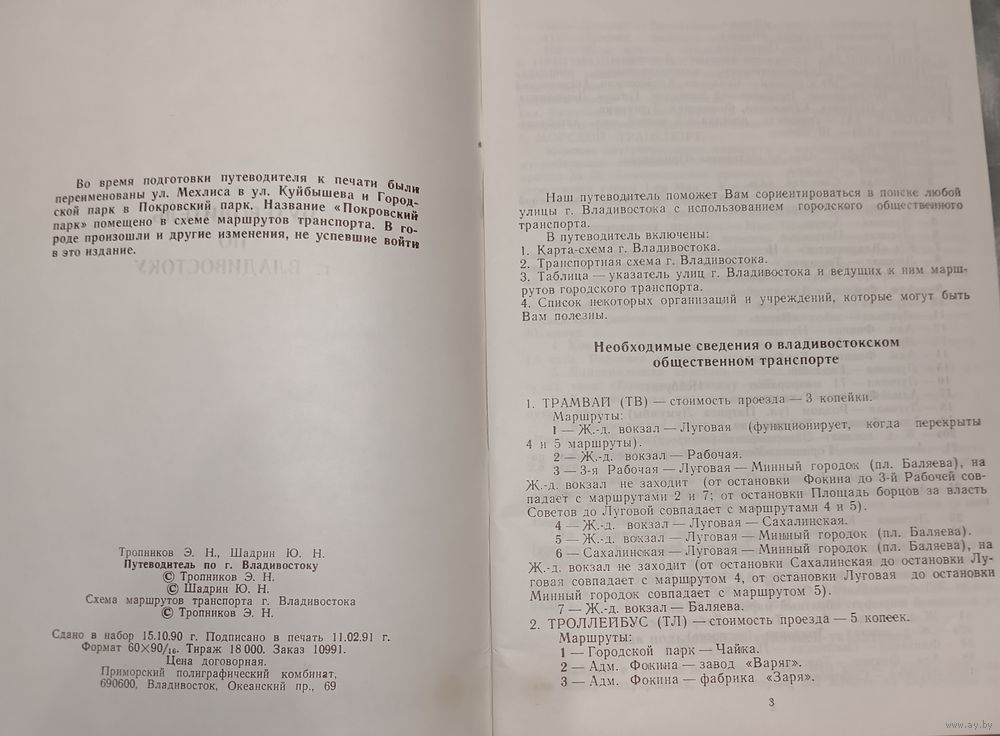 Во время подготовки путеводителя к печати были
переименованы ул. Мехлиса в ул. Куйбышева и Город-
ской парк в Покровский парк. Название «Покровский
парк» помещено в схеме маршрутов транспорта. В го-
роде произошли и другие изменения, не успевшие войти
в это издание.
Тропников Э. Н., Шадрин Ю. Н.
Путеводитель по г. Владивостоку
© Тропников Э. Н.
© Шадрин Ю. Н.
Схема маршрутов транспорта г. Владивостока
© Тропников Э. Н.
Сдано в набор 15.10.90 г. Подписано в печать 11.02.91 г.
Формат 60×90/16. Тираж 18 000. Заказ 10991.
Цена договорная.
Приморский полиграфический комбинат,
690600, Владивосток, Океанский пр., 69
Наш путеводитель поможет Вам сориентироваться в поиске любой
улицы г. Владивостока с использованием городского общественного
транспорта.
В путеводитель включены:
1. Карта-схема г. Владивостока.
2. Транспортная схема г. Владивостока.
3. Таблица — указатель улиц г. Владивостока и ведущих к ним марш-
рутов городского транспорта.
4. Список некоторых организаций и учреждений, которые могут быть
Вам полезны.
Необходимые сведения о владивостокском
общественном транспорте
1. ТРАМВАЙ (ТВ) — стоимость проезда — 3 копейки.
Маршруты:
1 — Ж.-д. вокзал — Луговая (функционирует, когда перекрыты
4 и 5 маршруты).
2 — Ж.-д. вокзал — Рабочая.
3 — 3-я Рабочая — Луговая — Минный городок (пл. Баляева), на
Ж.-д. вокзал не заходит (от остановки Фокина до 3-й Рабочей сов-
падает с маршрутами 2 и 7; от остановки Площадь борцов за власть
Советов до Луговой совпадает с маршрутами 4 и 5).
4 — Ж.-д. вокзал — Луговая — Сахалинская.
5 — Ж.-д. вокзал — Луговая — Минный городок (пл. Баляева).
6 — Сахалинская — Луговая — Минный городок (пл. Баляева), на
Ж.-д. вокзал не заходит (от остановки Сахалинская до остановки Лу-
говая совпадает с маршрутом 4, от остановки Луговая до остановки
Минный городок совпадает с маршрутом 5).
7 — Ж.-д. вокзал — Баляева.
2. ТРОЛЛЕЙБУС (ТЛ) — стоимость проезда — 5 копеек.
Маршруты:
1 — Городской парк — Чайка.
2 — Адм. Фокина — завод «Варяг».
3 — Адм. Фокина — фабрика «Заря».
3
www.ay.by